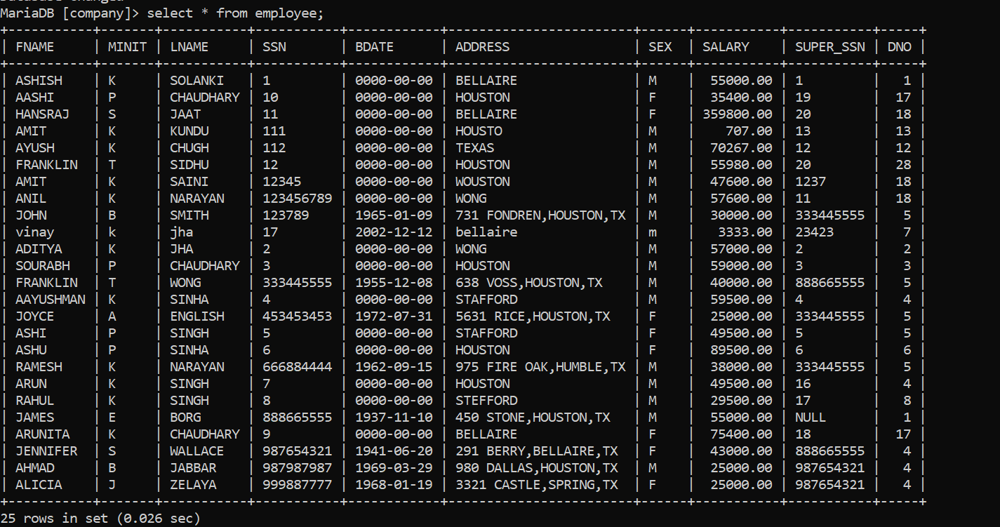 MariaDB [company]> select * from employee;
+-----------+-------+-----------+-----------+------------+-----------------------+------+-----------+-----------+-----+
| FNAME     | MINIT | LNAME     | SSN       | BDATE      | ADDRESS               | SEX  | SALARY    | SUPER_SSN | DNO |
+-----------+-------+-----------+-----------+------------+-----------------------+------+-----------+-----------+-----+
| ASHISH    | K     | SOLANKI   | 1         | 0000-00-00 | BELLAIRE              | M    |  55000.00 | 1         |   1 |
| AASHI     | P     | CHAUDHARY | 10        | 0000-00-00 | HOUSTON               | F    |  35400.00 | 19        |  17 |
| HANSRAJ   | S     | JAAT      | 11        | 0000-00-00 | BELLAIRE              | F    | 359800.00 | 20        |  18 |
| AMIT      | K     | KUNDU     | 111       | 0000-00-00 | HOUSTO                | M    |    707.00 | 13        |  13 |
| AYUSH     | K     | CHUGH     | 112       | 0000-00-00 | TEXAS                 | M    |  70267.00 | 12        |  12 |
| FRANKLIN  | T     | SIDHU     | 12        | 0000-00-00 | HOUSTON               | M    |  55980.00 | 20        |  28 |
| AMIT      | K     | SAINI     | 12345     | 0000-00-00 | WOUSTON               | M    |  47600.00 | 1237      |  18 |
| ANIL      | K     | NARAYAN   | 123456789 | 0000-00-00 | WONG                  | M    |  57600.00 | 11        |  18 |
| JOHN      | B     | SMITH     | 123789    | 1965-01-09 | 731 FONDREN,HOUSTON,TX | M    |  30000.00 | 333445555 |   5 |
| vinay     | k     | jha       | 17        | 2002-12-12 | bellaire              | m    |   3333.00 | 23423     |   7 |
| ADITYA    | K     | JHA       | 2         | 0000-00-00 | WONG                  | M    |  57000.00 | 2         |   2 |
| SOURABH   | P     | CHAUDHARY | 3         | 0000-00-00 | HOUSTON               | M    |  59000.00 | 3         |   3 |
| FRANKLIN  | T     | WONG      | 333445555 | 1955-12-08 | 638 VOSS,HOUSTON,TX   | M    |  40000.00 | 888665555 |   5 |
| AAYUSHMAN | K     | SINHA     | 4         | 0000-00-00 | STAFFORD              | M    |  59500.00 | 4         |   4 |
| JOYCE     | A     | ENGLISH   | 453453453 | 1972-07-31 | 5631 RICE,HOUSTON,TX  | F    |  25000.00 | 333445555 |   5 |
| ASHI      | P     | SINGH     | 5         | 0000-00-00 | STAFFORD              | F    |  49500.00 | 5         |   5 |
| ASHU      | P     | SINHA     | 6         | 0000-00-00 | HOUSTON               | F    |  89500.00 | 6         |   6 |
| RAMESH    | K     | NARAYAN   | 666884444 | 1962-09-15 | 975 FIRE OAK,HUMBLE,TX | M    |  38000.00 | 333445555 |   5 |
| ARUN      | K     | SINGH     | 7         | 0000-00-00 | HOUSTON               | M    |  49500.00 | 16        |   4 |
| RAHUL     | K     | SINGH     | 8         | 0000-00-00 | STEFFORD              | M    |  29500.00 | 17        |   8 |
| JAMES     | E     | BORG      | 888665555 | 1937-11-10 | 450 STONE,HOUSTON,TX  | M    |  55000.00 | NULL      |   1 |
| ARUNITA   | K     | CHAUDHARY | 9         | 0000-00-00 | BELLAIRE              | F    |  75400.00 | 18        |  17 |
| JENNIFER  | S     | WALLACE   | 987654321 | 1941-06-20 | 291 BERRY,BELLAIRE,TX | F    |  43000.00 | 888665555 |   4 |
| AHMAD     | B     | JABBAR    | 987987987 | 1969-03-29 | 980 DALLAS,HOUSTON,TX | M    |  25000.00 | 987654321 |   4 |
| ALICIA    | J     | ZELAYA    | 999887777 | 1968-01-19 | 3321 CASTLE,SPRING,TX | F    |  25000.00 | 987654321 |   4 |
+-----------+-------+-----------+-----------+------------+-----------------------+------+-----------+-----------+-----+
25 rows in set (0.026 sec)